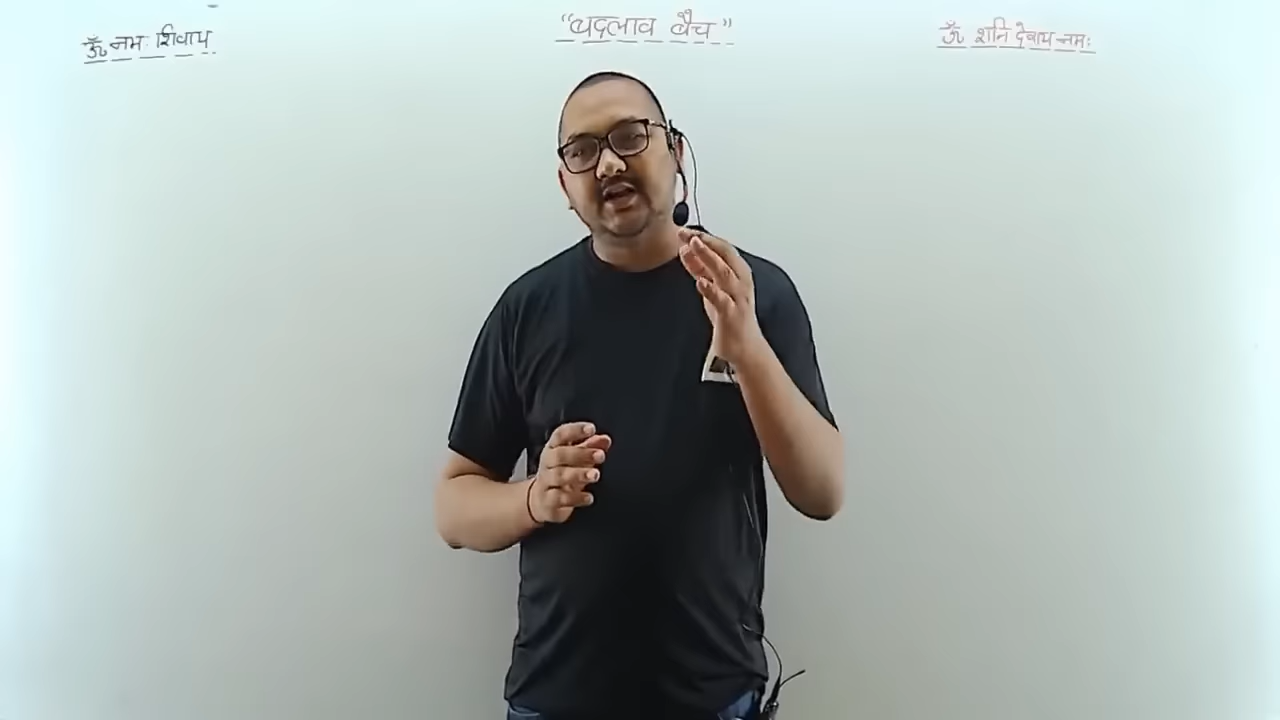 ॐ नमः शिवाय
“बदलाव बैच”
ॐ शनि देवाय नमः